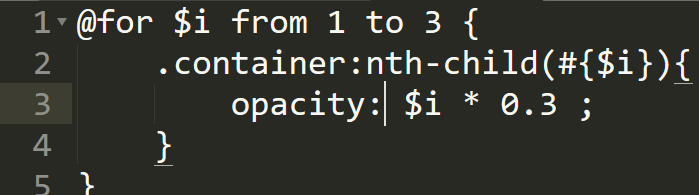 1 @for $i from 1 to 3 {
2 .container:nth-child(#{$i}){
3 opacity: $i * 0.3 ;
4 }
5 }